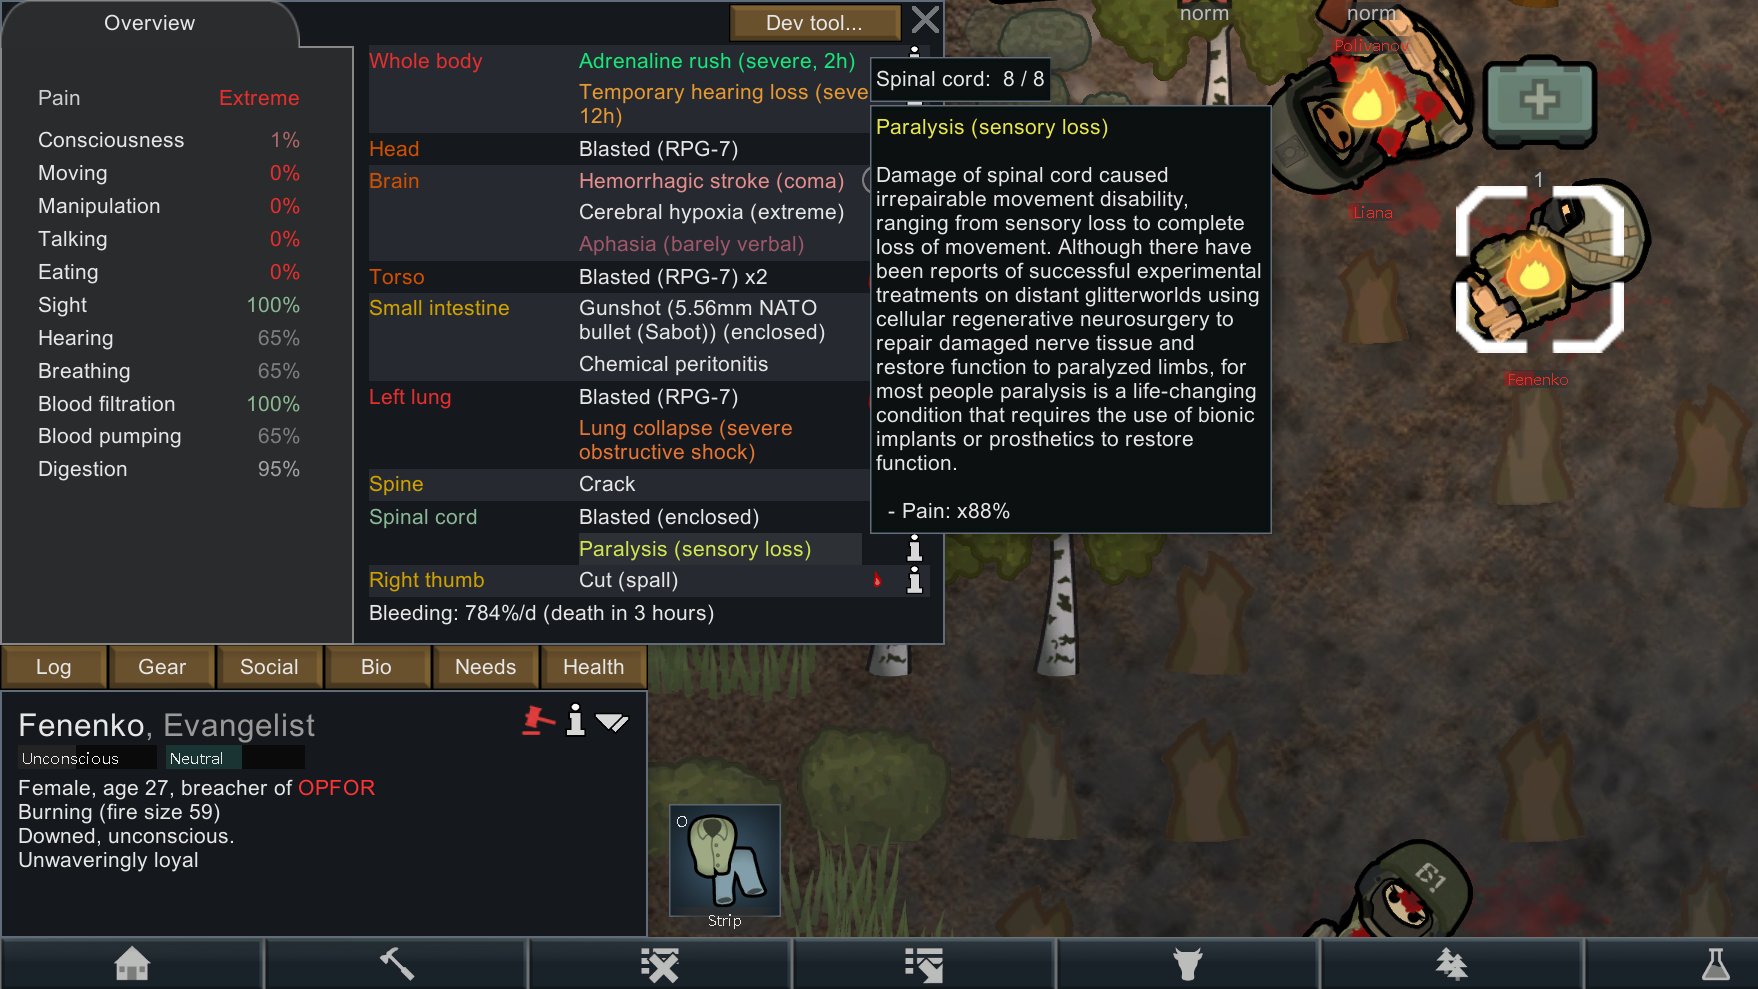 Overview
Dev tool...
Pain Extreme
Consciousness 1%
Moving 0%
Manipulation 0%
Talking 0%
Eating 0%
Sight 100%
Hearing 65%
Breathing 65%
Blood filtration 100%
Blood pumping 65%
Digestion 95%
Whole body Adrenaline rush (severe, 2h)
Temporary hearing loss (seve
12h)
Head Blasted (RPG-7)
Brain Hemorrhagic stroke (coma)
Cerebral hypoxia (extreme)
Aphasia (barely verbal)
Torso Blasted (RPG-7) x2
Small intestine Gunshot (5.56mm NATO
bullet (Sabot)) (enclosed)
Chemical peritonitis
Left lung Blasted (RPG-7)
Lung collapse (severe
obstructive shock)
Spine Crack
Spinal cord Blasted (enclosed)
Paralysis (sensory loss)
Right thumb Cut (spall)
Bleeding: 784%/d (death in 3 hours)
Spinal cord: 8 / 8
Paralysis (sensory loss)
Damage of spinal cord caused
irrepairable movement disability,
ranging from sensory loss to complete
loss of movement. Although there have
been reports of successful experimental
treatments on distant glitterworlds using
cellular regenerative neurosurgery to
repair damaged nerve tissue and
restore function to paralyzed limbs, for
most people paralysis is a life-changing
condition that requires the use of bionic
implants or prosthetics to restore
function.
- Pain: x88%
norm
norm
Polivanov
Liana
1
Fenenko
Log Gear Social Bio Needs Health
Fenenko, Evangelist
Unconscious Neutral
Female, age 27, breacher of OPFOR
Burning (fire size 59)
Downed, unconscious.
Unwaveringly loyal
Strip